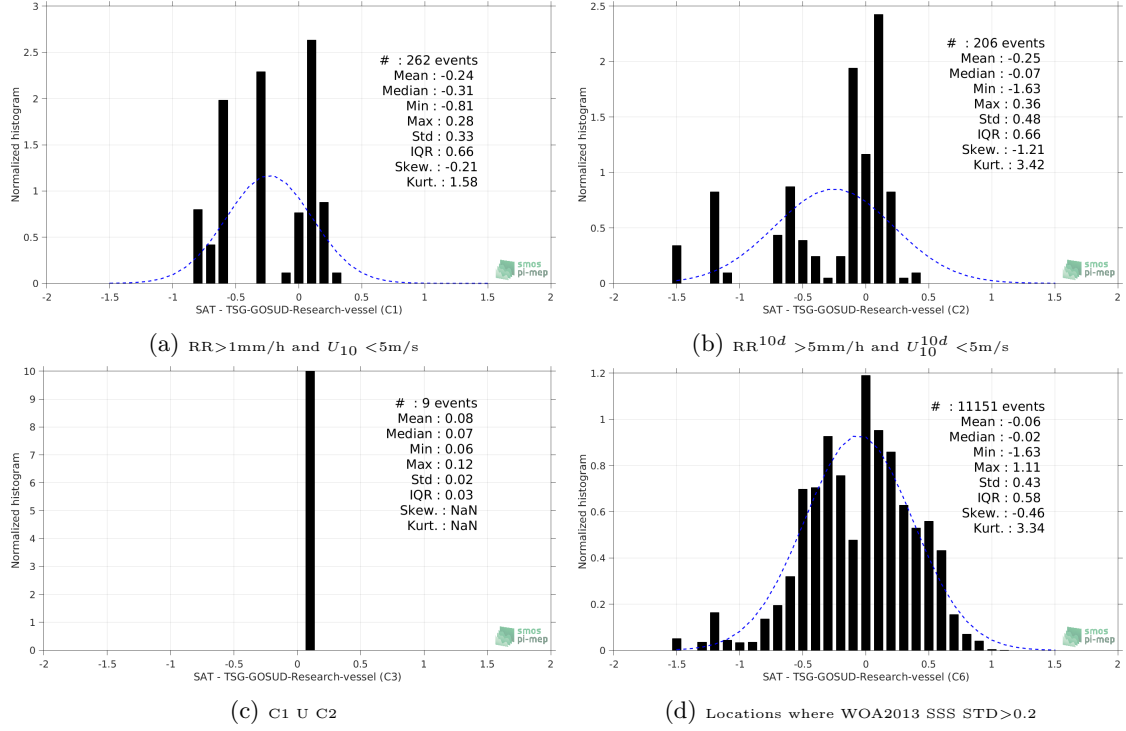 3
2.5
2
1.5
1
0.5
0
-2
-1.5
-1
-0.5
0
0.5
1
1.5
2
Normalized histogram
# : 262 events
Mean : -0.24
Median : -0.31
Min : -0.81
Max : 0.28
Std : 0.33
IQR : 0.66
Skew. : -0.21
Kurt. : 1.58
smos
pi-mep
SAT - TSG-GOSUD-Research-vessel (C1)
(a) RR>1mm/h and U10 <5m/s
2.5
2
1.5
1
0.5
0
-2
-1.5
-1
-0.5
0
0.5
1
1.5
2
Normalized histogram
# : 206 events
Mean : -0.25
Median : -0.07
Min : -1.63
Max : 0.36
Std : 0.48
IQR : 0.66
Skew. : -1.21
Kurt. : 3.42
smos
pi-mep
SAT - TSG-GOSUD-Research-vessel (C2)
(b) RR10d >5mm/h and U10d10 <5m/s
10
9
8
7
6
5
4
3
2
1
0
-2
-1.5
-1
-0.5
0
0.5
1
1.5
2
Normalized histogram
# : 9 events
Mean : 0.08
Median : 0.07
Min : 0.06
Max : 0.12
Std : 0.02
IQR : 0.03
Skew. : NaN
Kurt. : NaN
smos
pi-mep
SAT - TSG-GOSUD-Research-vessel (C3)
(c) C1 U C2
1.2
1
0.8
0.6
0.4
0.2
0
-2
-1.5
-1
-0.5
0
0.5
1
1.5
2
Normalized histogram
# : 11151 events
Mean : -0.06
Median : -0.02
Min : -1.63
Max : 1.11
Std : 0.43
IQR : 0.58
Skew. : -0.46
Kurt. : 3.34
smos
pi-mep
SAT - TSG-GOSUD-Research-vessel (C6)
(d) Locations where WOA2013 SSS STD>0.2